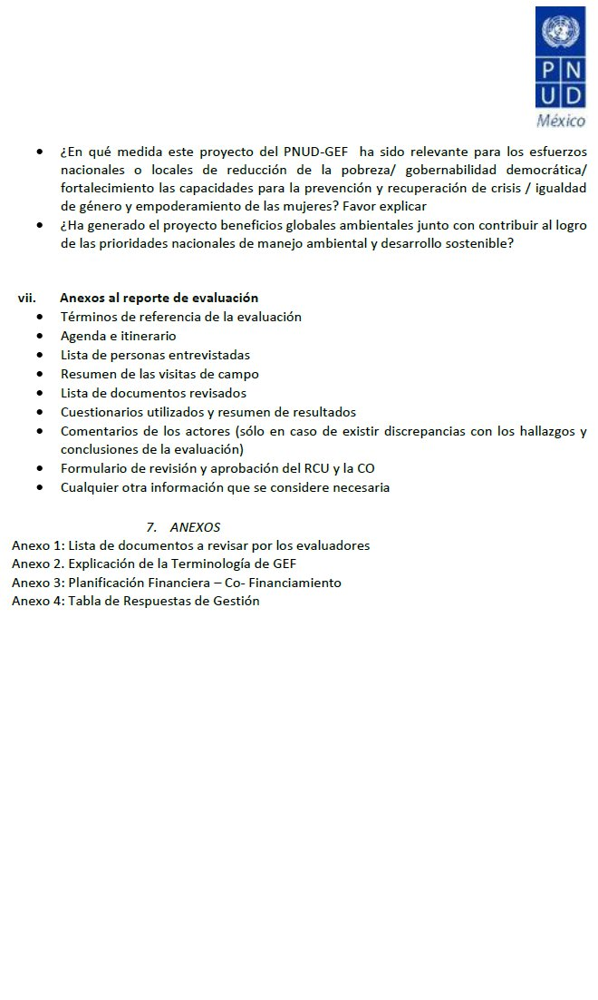 P N
U D
México
• ¿En qué medida este proyecto del PNUD-GEF ha sido relevante para los esfuerzos
nacionales o locales de reducción de la pobreza/ gobernabilidad democrática/
fortalecimiento las capacidades para la prevención y recuperación de crisis / igualdad
de género y empoderamiento de las mujeres? Favor explicar
• ¿Ha generado el proyecto beneficios globales ambientales junto con contribuir al logro
de las prioridades nacionales de manejo ambiental y desarrollo sostenible?
vii. Anexos al reporte de evaluación
• Términos de referencia de la evaluación
• Agenda e itinerario
• Lista de personas entrevistadas
• Resumen de las visitas de campo
• Lista de documentos revisados
• Cuestionarios utilizados y resumen de resultados
• Comentarios de los actores (sólo en caso de existir discrepancias con los hallazgos y
conclusiones de la evaluación)
• Formulario de revisión y aprobación del RCU y la CO
• Cualquier otra información que se considere necesaria
7. ANEXOS
Anexo 1: Lista de documentos a revisar por los evaluadores
Anexo 2. Explicación de la Terminología de GEF
Anexo 3: Planificación Financiera – Co- Financiamiento
Anexo 4: Tabla de Respuestas de Gestión